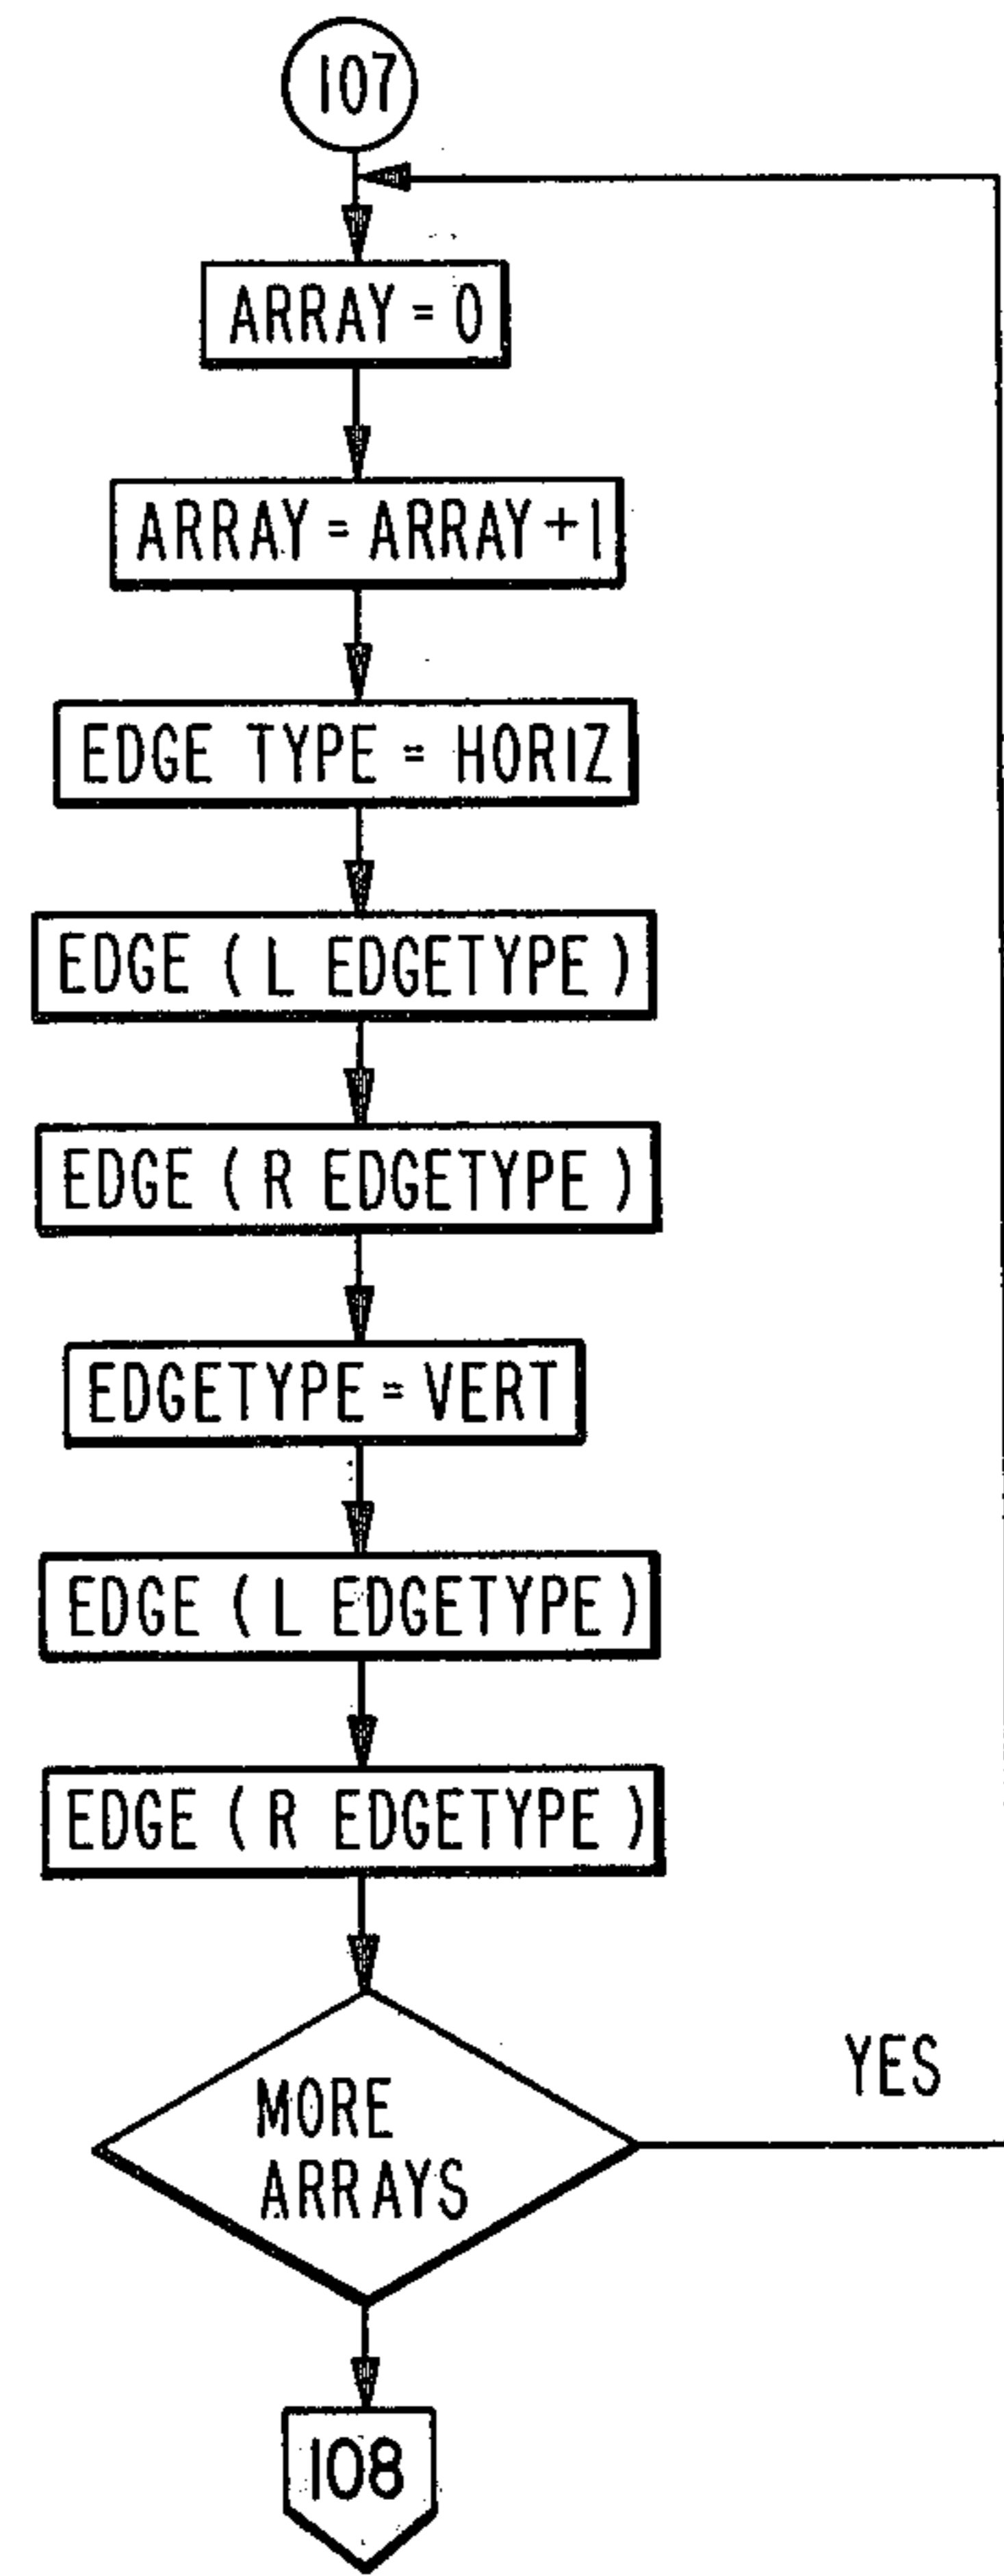 107
ARRAY = 0
ARRAY = ARRAY + 1
EDGE TYPE = HORIZ
EDGE ( L EDGETYPE )
EDGE ( R EDGETYPE )
EDGETYPE = VERT
EDGE ( L EDGETYPE )
EDGE ( R EDGETYPE )
YES
MORE
ARRAYS
108